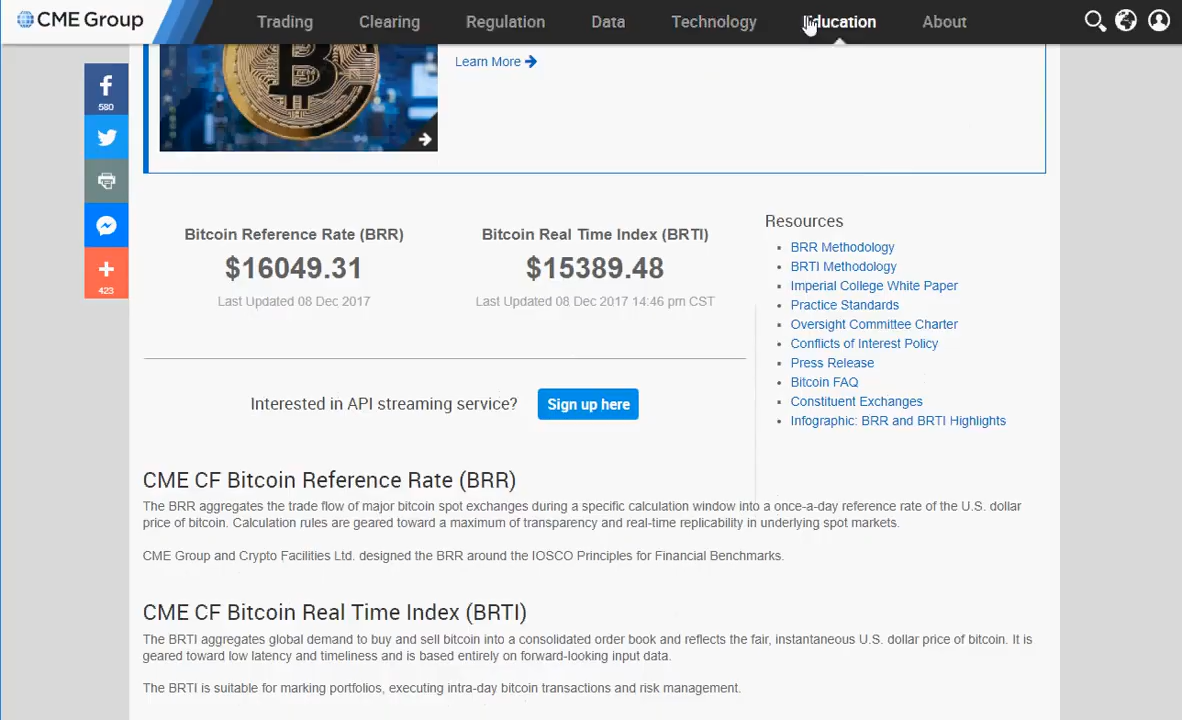 CME Group
Trading
Clearing
Regulation
Data
Technology
Education
About
Learn More
580
423
Bitcoin Reference Rate (BRR)
$16049.31
Last Updated 08 Dec 2017
Bitcoin Real Time Index (BRTI)
$15389.48
Last Updated 08 Dec 2017 14:46 pm CST
Resources
BRR Methodology
BRTI Methodology
Imperial College White Paper
Practice Standards
Oversight Committee Charter
Conflicts of Interest Policy
Press Release
Bitcoin FAQ
Constituent Exchanges
Infographic: BRR and BRTI Highlights
Interested in API streaming service?
Sign up here
CME CF Bitcoin Reference Rate (BRR)
The BRR aggregates the trade flow of major bitcoin spot exchanges during a specific calculation window into a once-a-day reference rate of the U.S. dollar
price of bitcoin. Calculation rules are geared toward a maximum of transparency and real-time replicability in underlying spot markets.
CME Group and Crypto Facilities Ltd. designed the BRR around the IOSCO Principles for Financial Benchmarks.
CME CF Bitcoin Real Time Index (BRTI)
The BRTI aggregates global demand to buy and sell bitcoin into a consolidated order book and reflects the fair, instantaneous U.S. dollar price of bitcoin. It is
geared toward low latency and timeliness and is based entirely on forward-looking input data.
The BRTI is suitable for marking portfolios, executing intra-day bitcoin transactions and risk management.